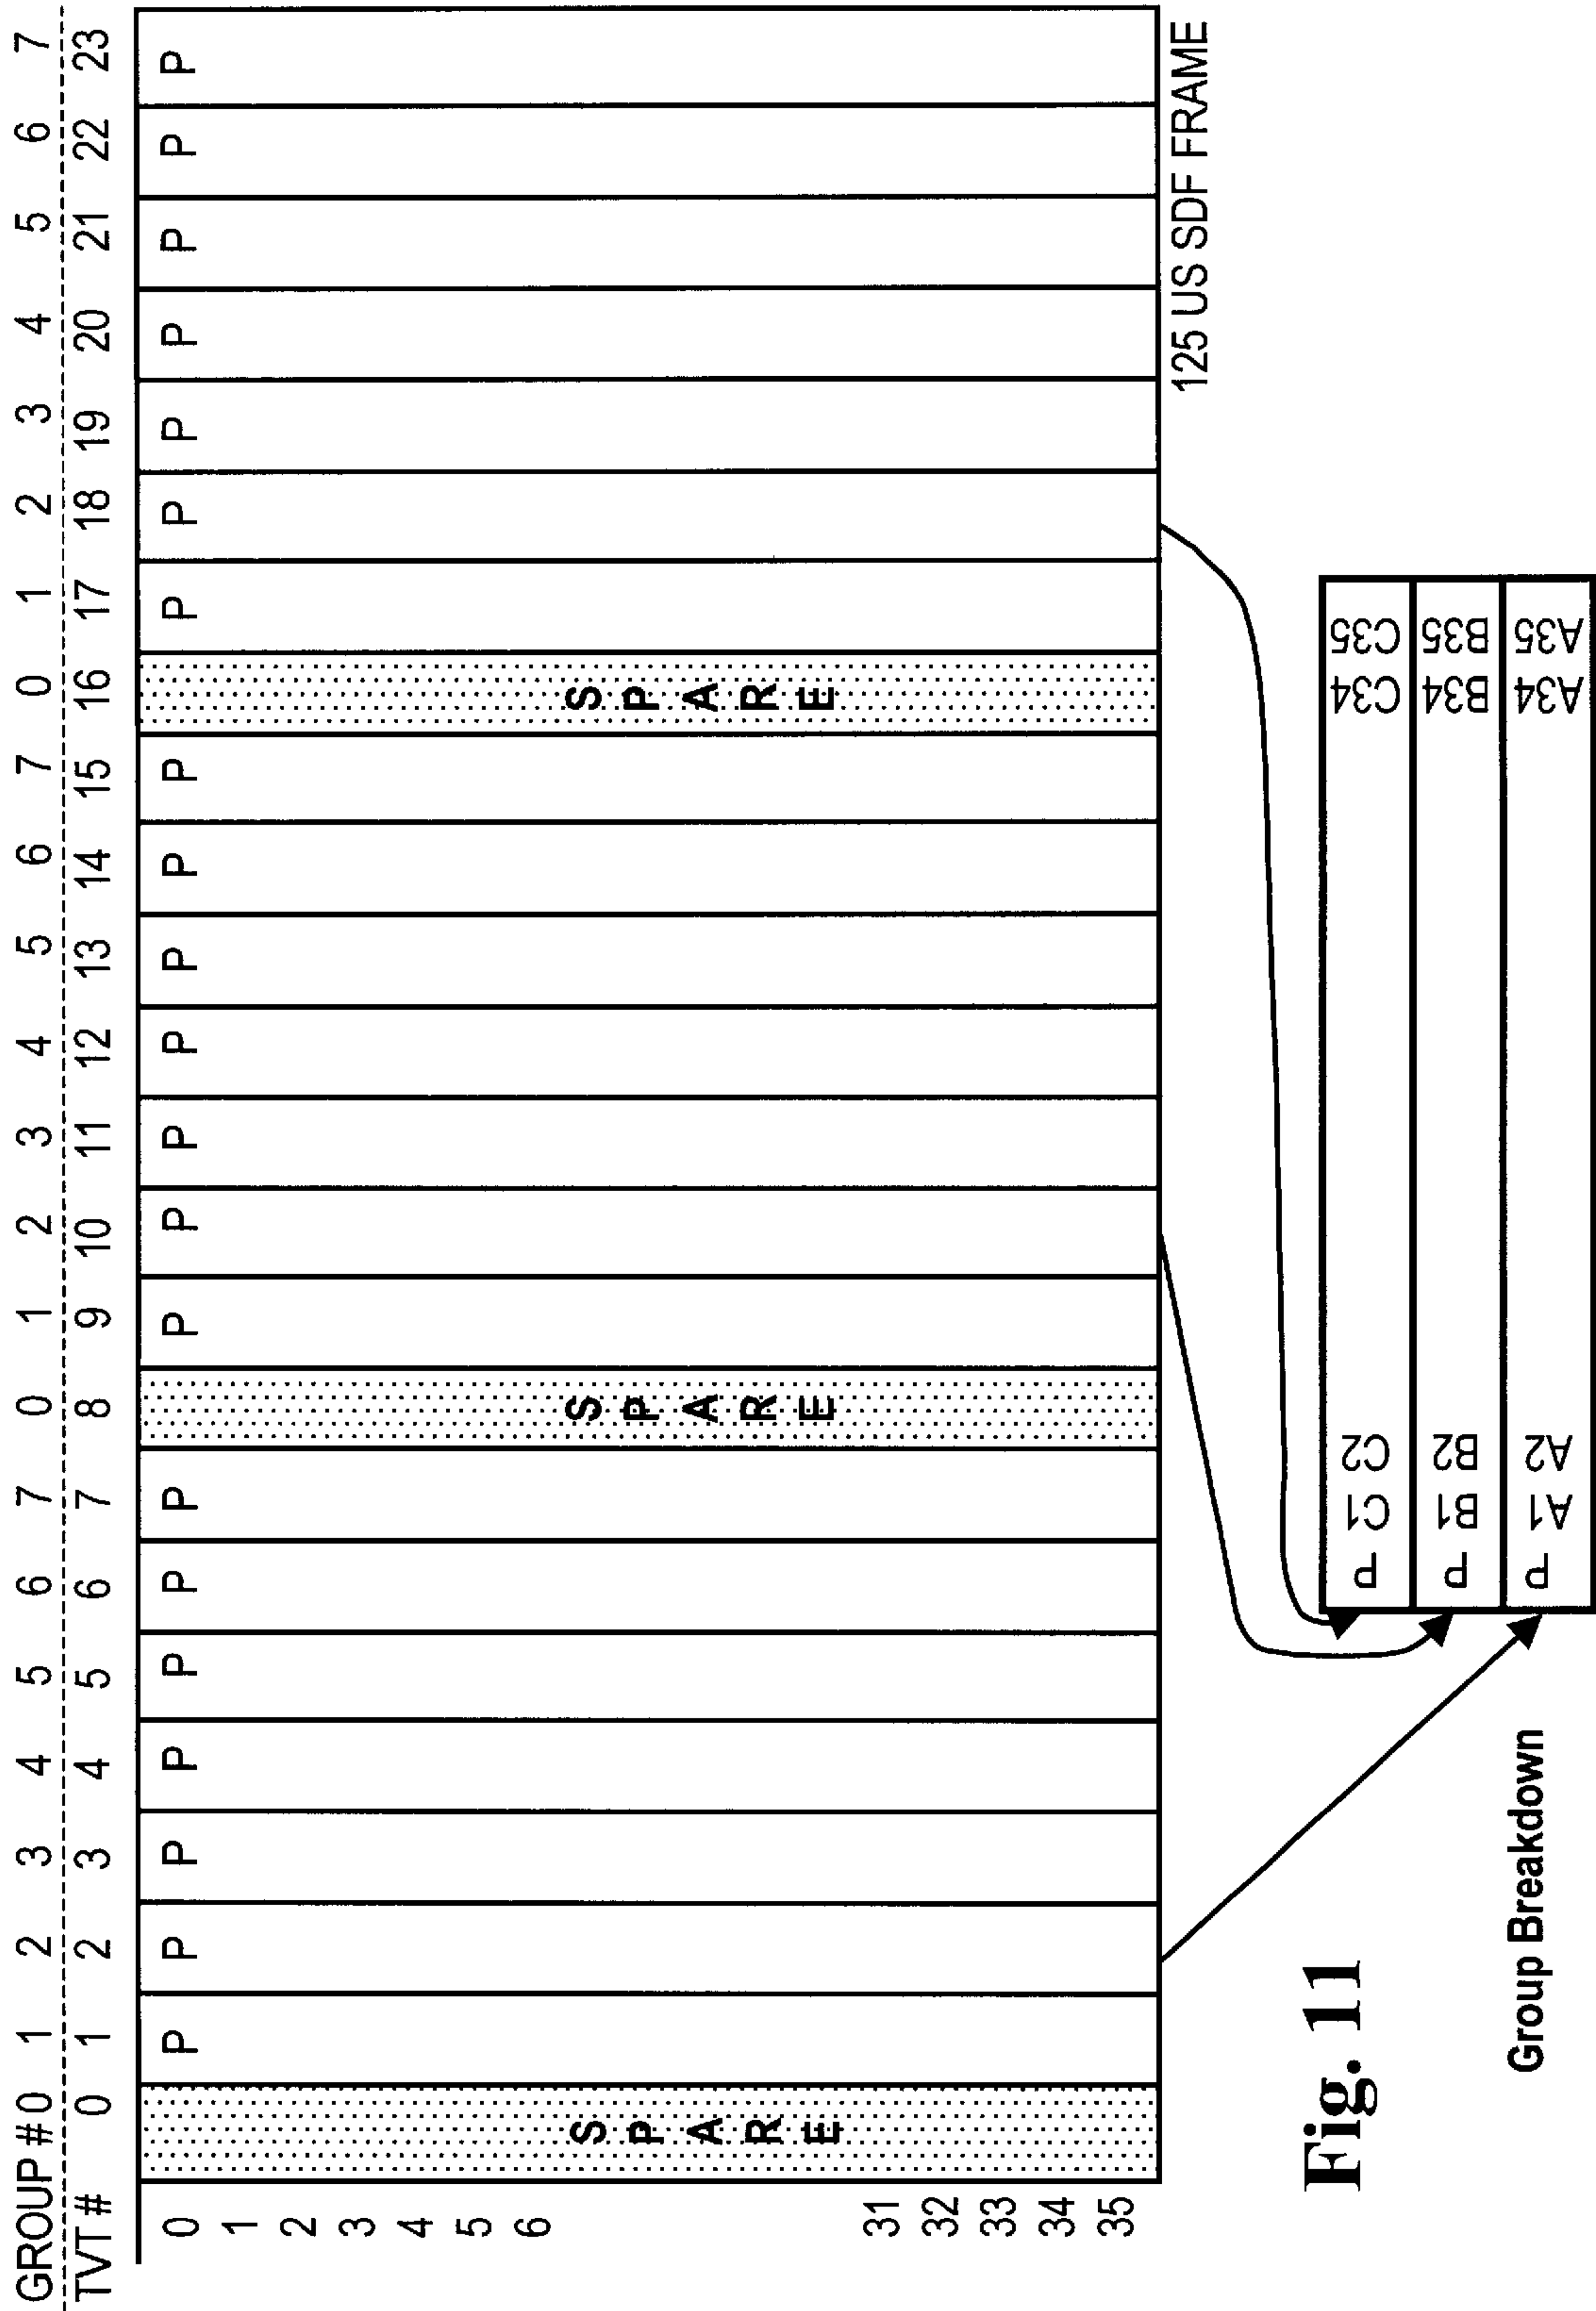 GROUP # 0 1 2 3 4 5 6 7 0 1 2 3 4 5 6 7 0 1 2 3 4 5 6 7
TVT # 0 1 2 3 4 5 6 7 8 9 10 11 12 13 14 15 16 17 18 19 20 21 22 23
0 P P P P P P P P P P P P P P P P P P P P P
1
2
3
4
5
6
SPARE SPARE SPARE
31
32
33
34
35
125 US SDF FRAME
Fig. 11
Group Breakdown
P C1 C2 C34 C35
P B1 B2 B34 B35
P A1 A2 A34 A35